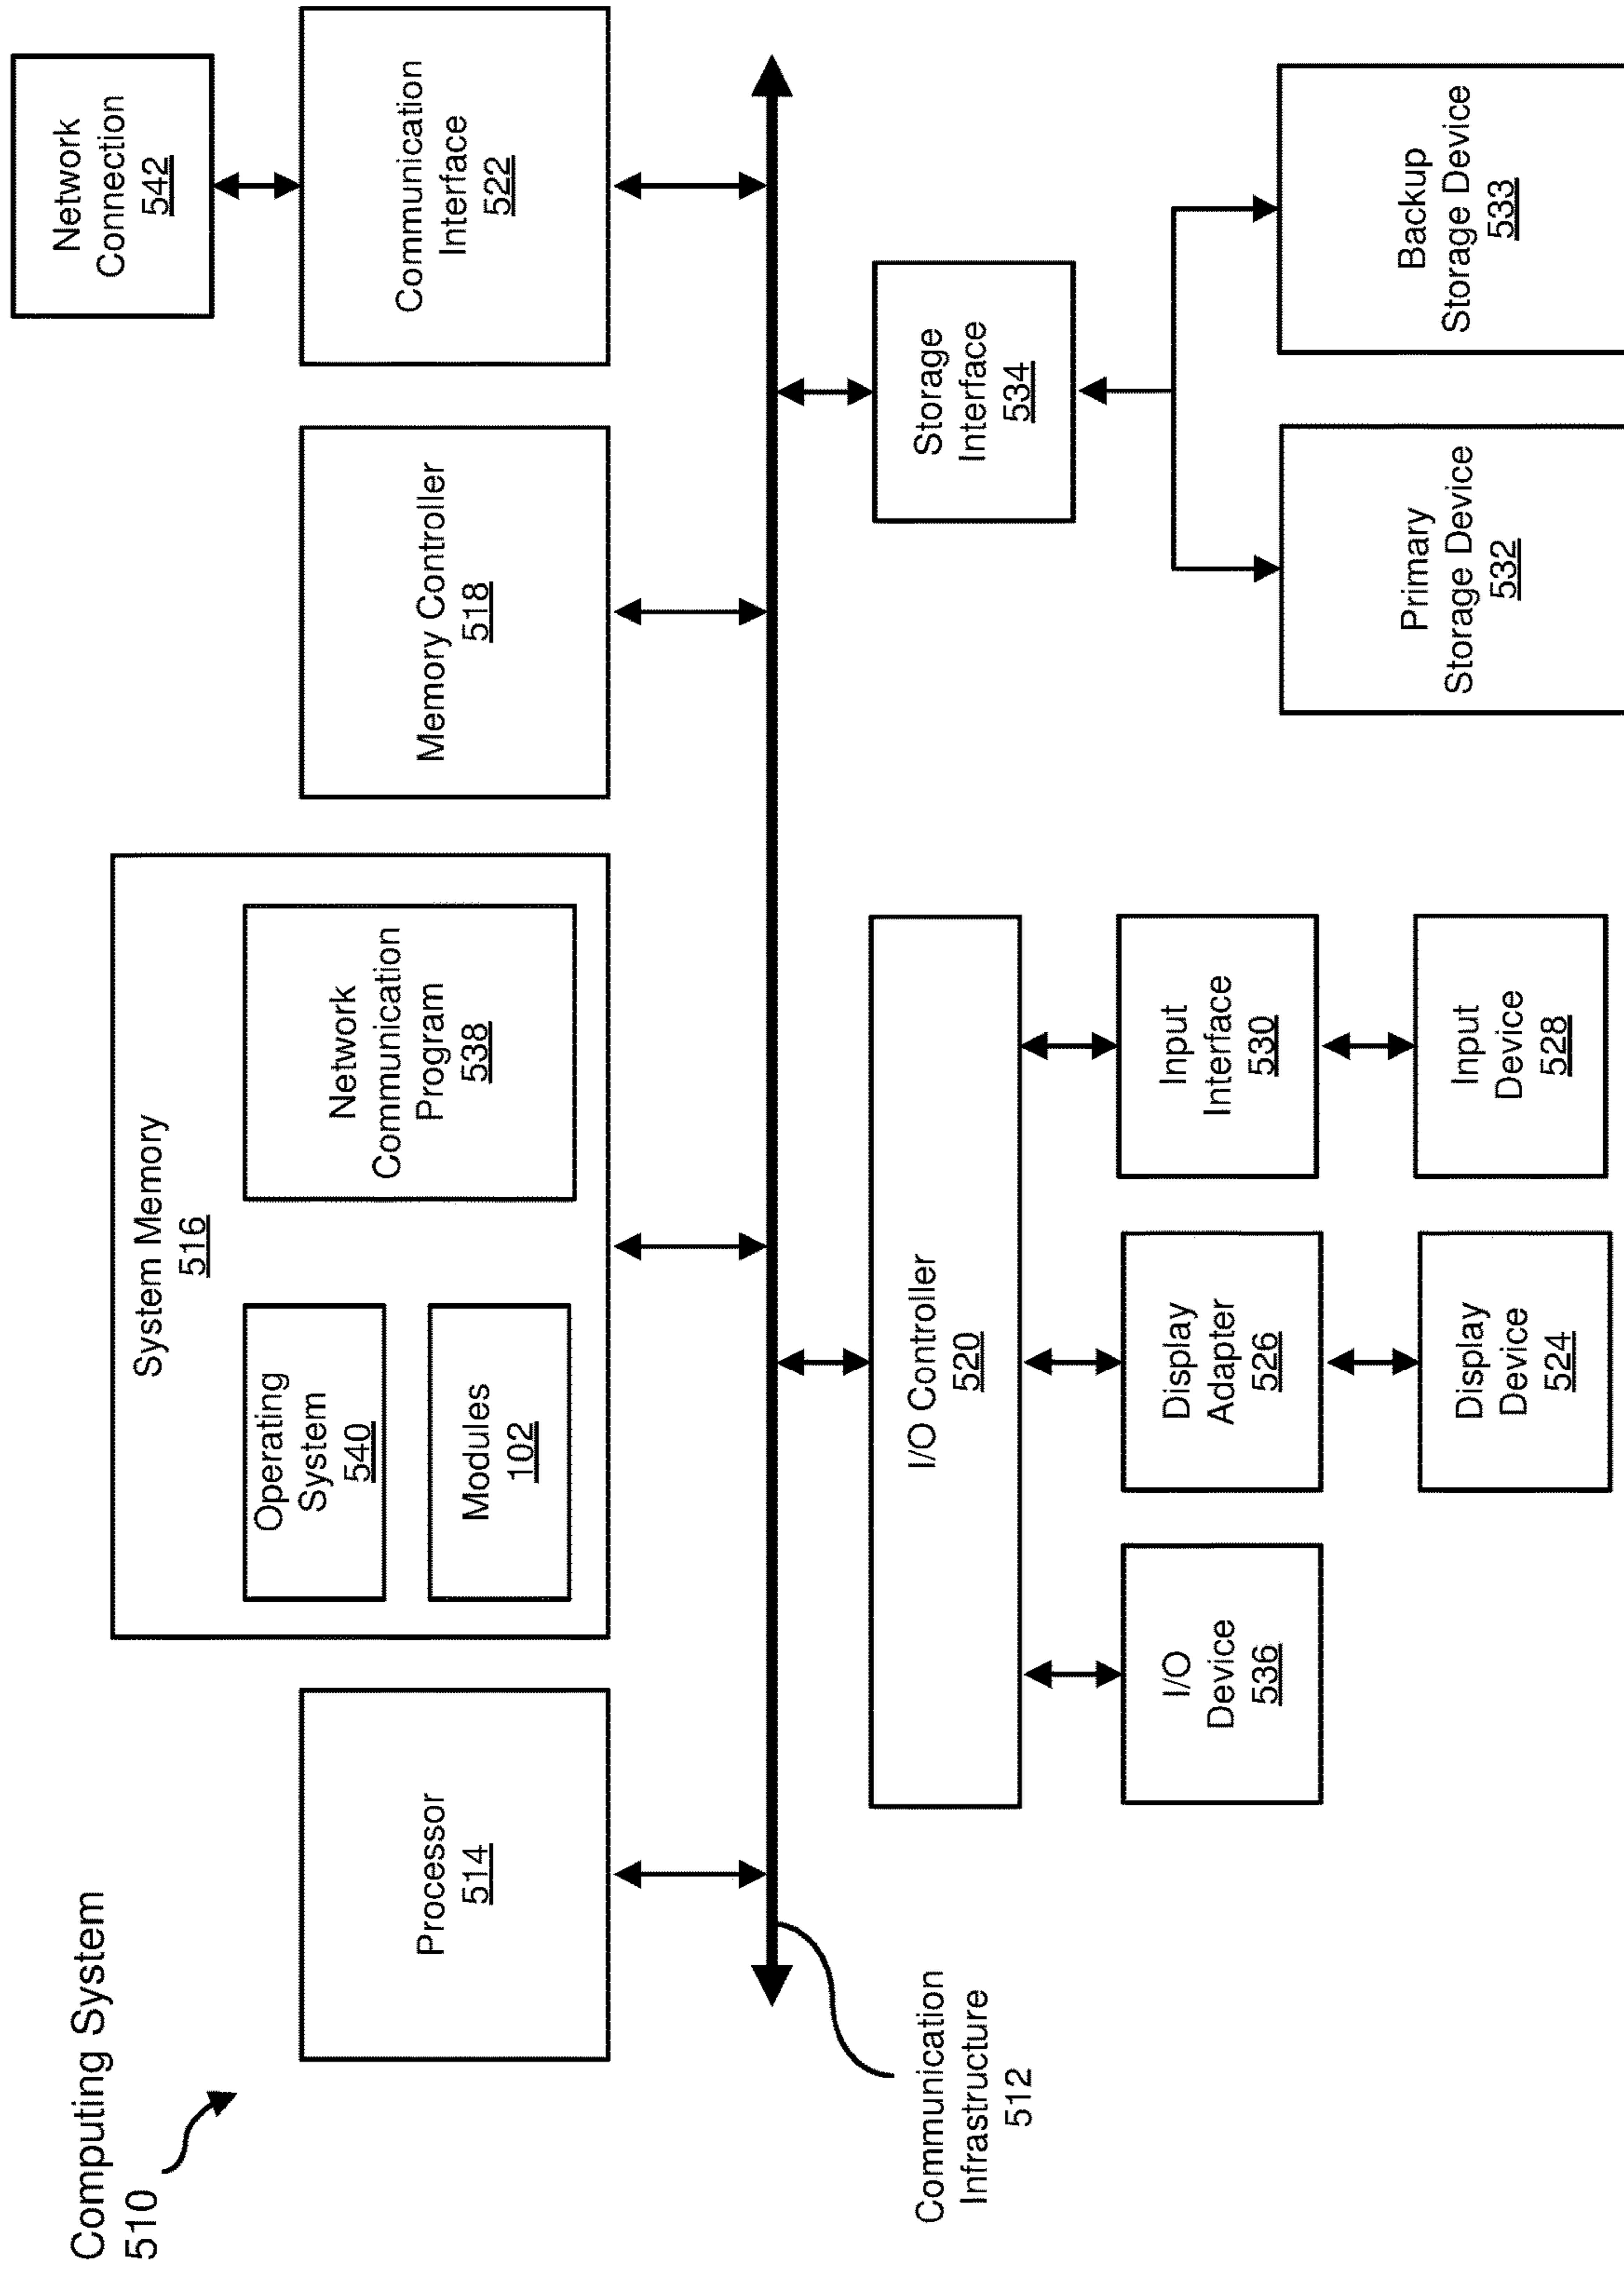 Computing System
510
Processor
514
System Memory
516
Operating
System
540
Modules
102
Network
Communication
Program
538
Memory Controller
518
Communication
Interface
522
Network
Connection
542
Communication
Infrastructure
512
I/O Controller
520
I/O
Device
536
Display
Adapter
526
Input
Interface
530
Display
Device
524
Input
Device
528
Storage
Interface
534
Primary
Storage Device
532
Backup
Storage Device
533